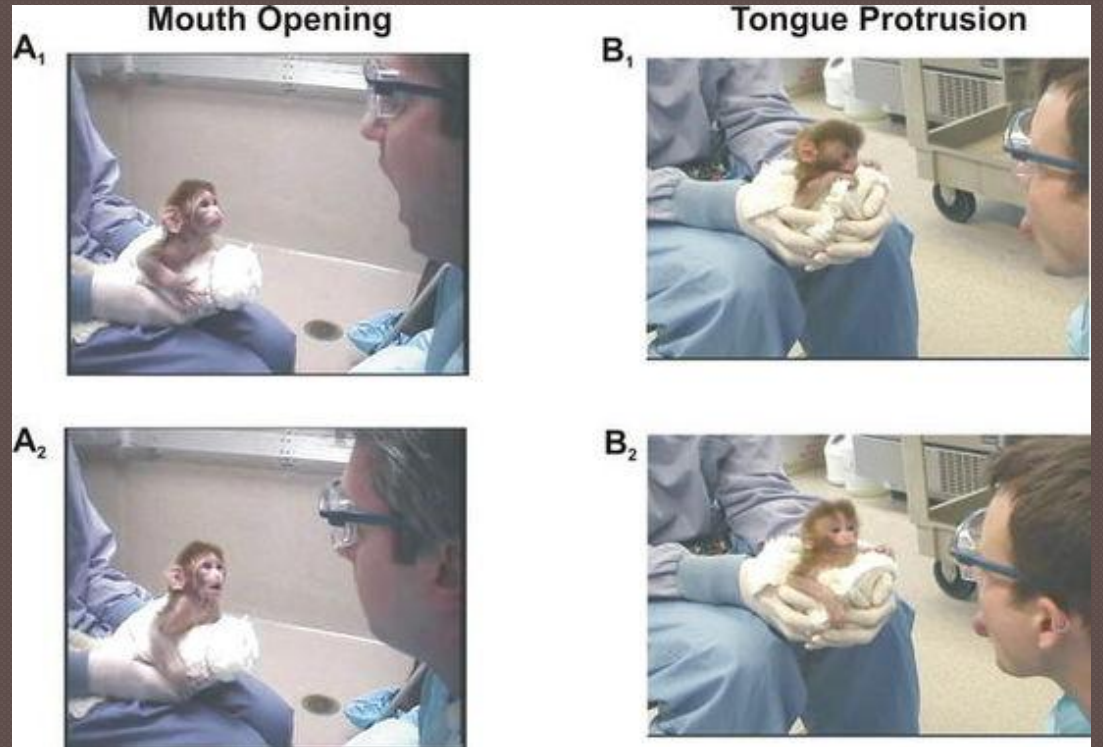 Mouth Opening
Tongue Protrusion
A₁
B₁
A₂
B₂